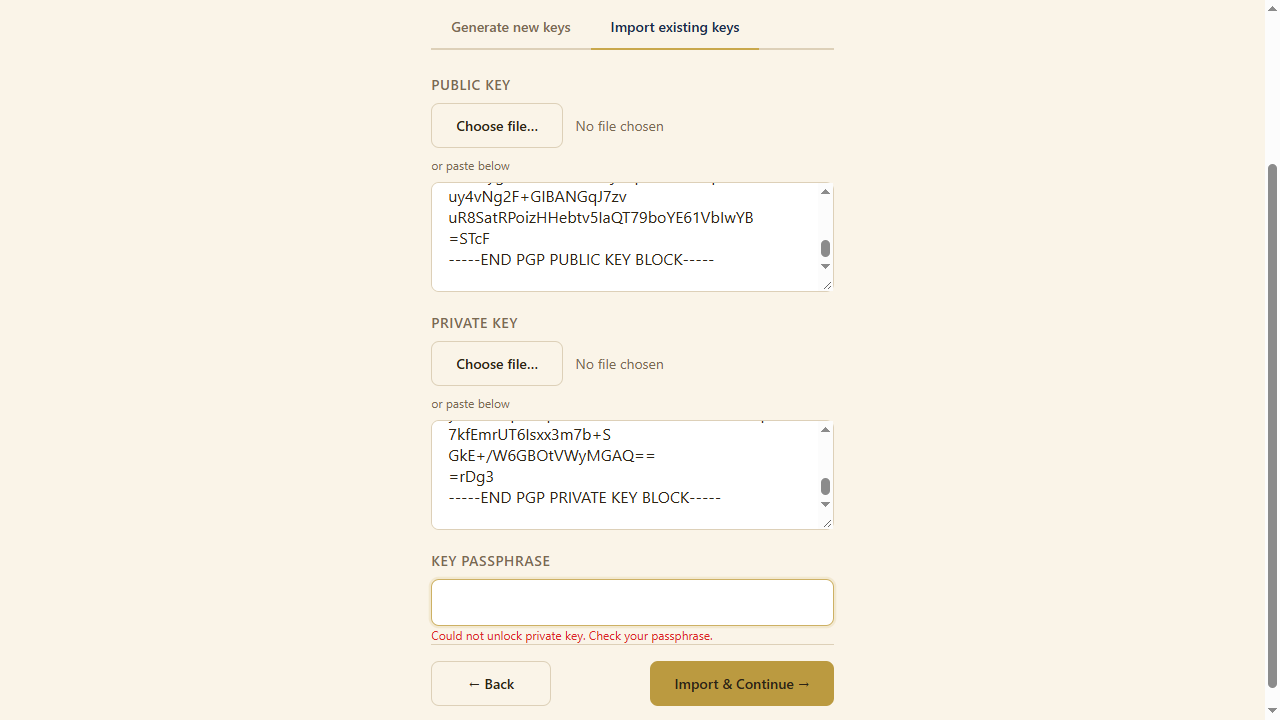 Generate new keys
Import existing keys
PUBLIC KEY
Choose file...
No file chosen
or paste below
uy4vNg2F+GIBANGqJ7zv
uR8SatRPoizHHebtv5IaQT79boYE61VbIwYB
=STcF
-----END PGP PUBLIC KEY BLOCK-----
PRIVATE KEY
Choose file...
No file chosen
or paste below
7kfEmrUT6Isxx3m7b+S
GkE+/W6GBOtVWyMGAQ==
=rDg3
-----END PGP PRIVATE KEY BLOCK-----
KEY PASSPHRASE
Could not unlock private key. Check your passphrase.
← Back
Import & Continue →